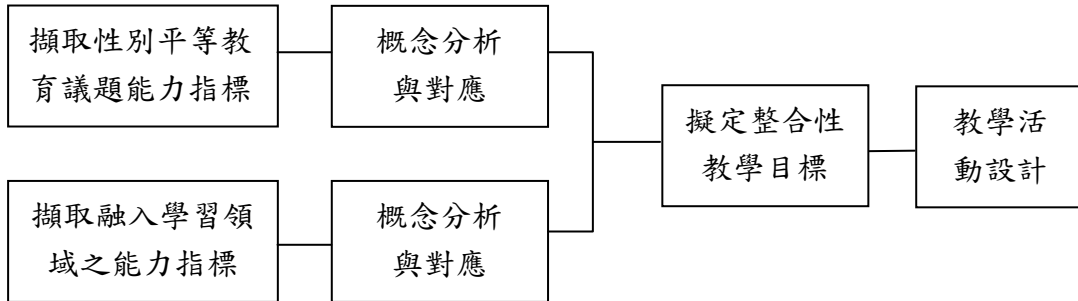 擷取性別平等教
育議題能力指標
概念分析
與對應
擷取融入學習領
域之能力指標
概念分析
與對應
擬定整合性
教學目標
教學活
動設計